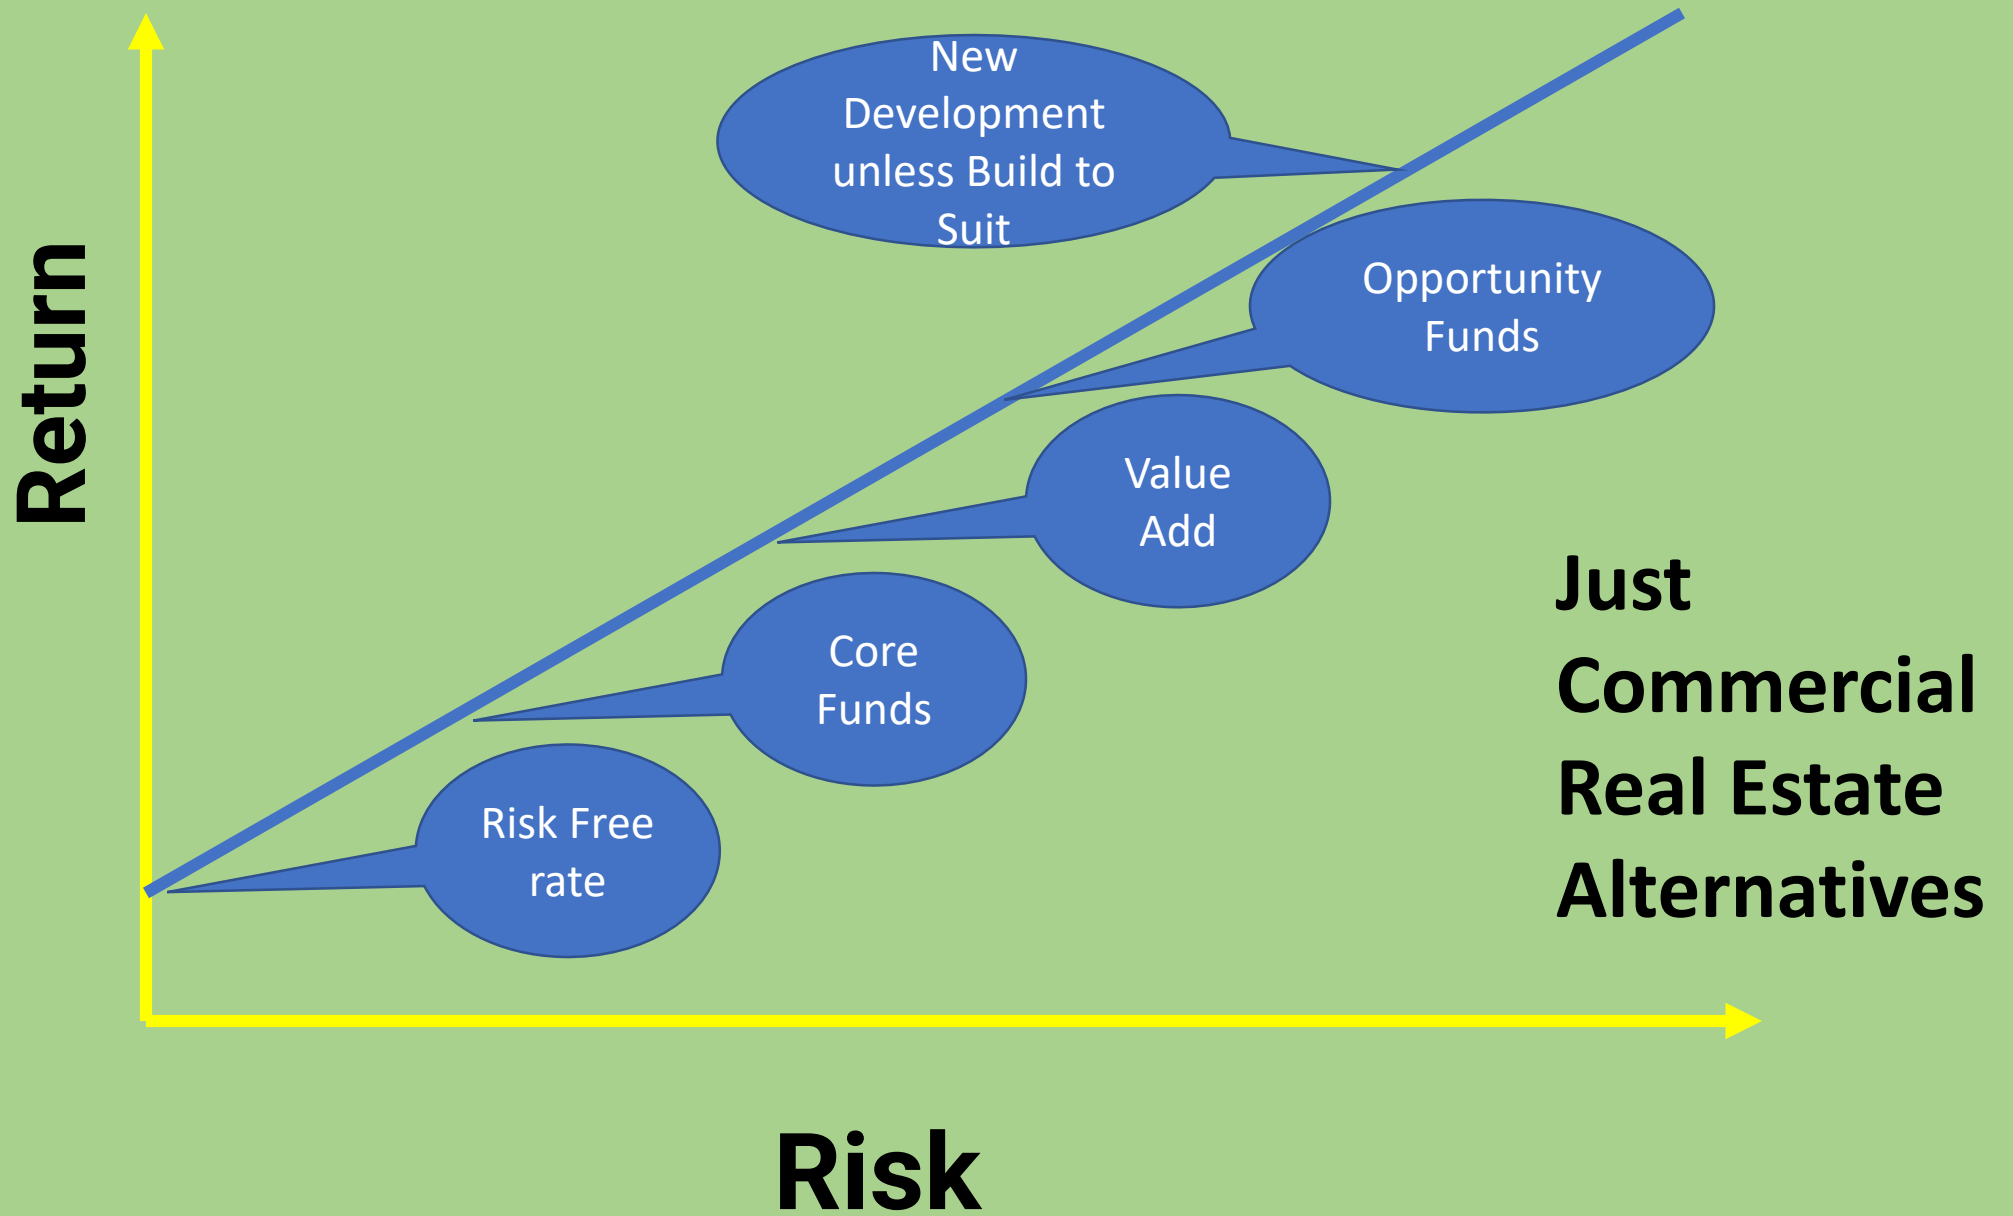 New
Development
unless Build to
Suit
Opportunity
Funds
Return
Value
Add
Just
Commercial
Real Estate
Alternatives
Core
Funds
Risk Free
rate
Risk